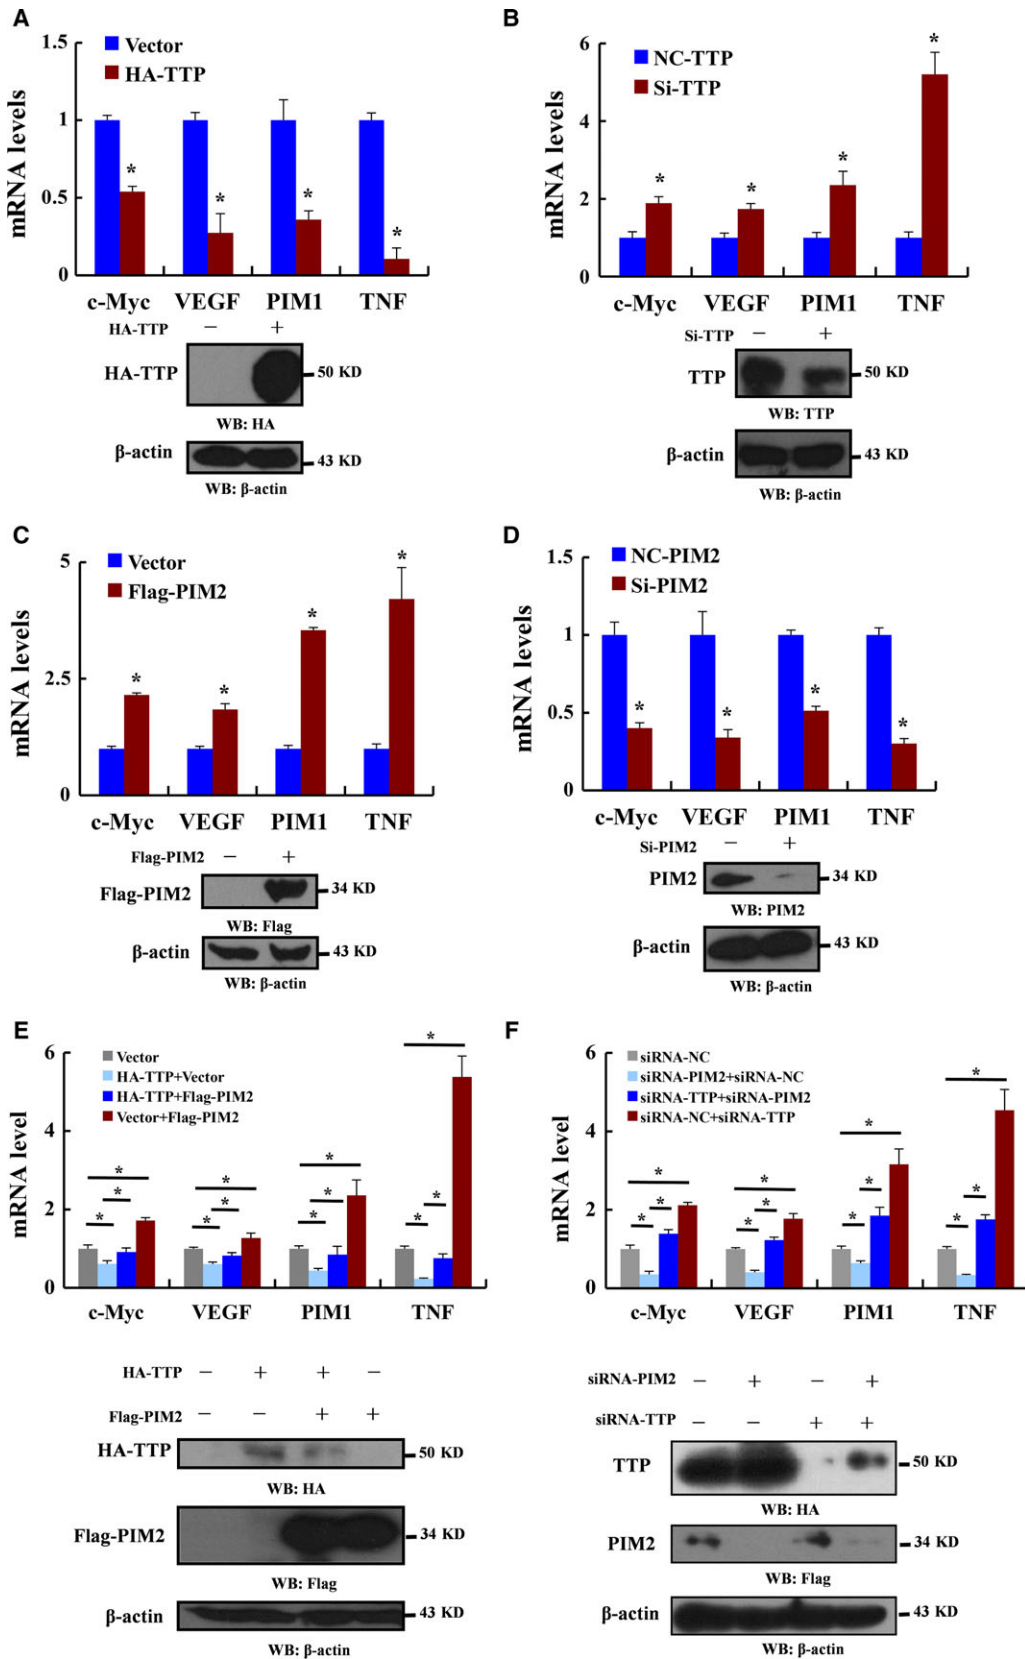 A
1.5
1
0.5
0
mRNA levels
Vector
HA-TTP
* * * *
c-Myc VEGF PIM1 TNF
HA-TTP − +
HA-TTP 50 KD
WB: HA
β-actin 43 KD
WB: β-actin
B
6
4
2
0
mRNA levels
NC-TTP
Si-TTP
* * * *
c-Myc VEGF PIM1 TNF
Si-TTP − +
TTP 50 KD
WB: TTP
β-actin 43 KD
WB: β-actin
C
5
2.5
0
mRNA levels
Vector
Flag-PIM2
* * * *
c-Myc VEGF PIM1 TNF
Flag-PIM2 − +
Flag-PIM2 34 KD
WB: Flag
β-actin 43 KD
WB: β-actin
D
1.5
1
0.5
0
mRNA levels
NC-PIM2
Si-PIM2
* * * *
c-Myc VEGF PIM1 TNF
Si-PIM2 − +
PIM2 34 KD
WB: PIM2
β-actin 43 KD
WB: β-actin
E
6
4
2
0
mRNA level
Vector
HA-TTP+Vector
HA-TTP+Flag-PIM2
Vector+Flag-PIM2
* * * * * * * * * * * *
c-Myc VEGF PIM1 TNF
HA-TTP − + + −
Flag-PIM2 − − + +
HA-TTP 50 KD
WB: HA
Flag-PIM2 34 KD
WB: Flag
β-actin 43 KD
WB: β-actin
F
6
4
2
0
mRNA level
siRNA-NC
siRNA-PIM2+siRNA-NC
siRNA-TTP+siRNA-PIM2
siRNA-NC+siRNA-TTP
* * * * * * * * * * * *
c-Myc VEGF PIM1 TNF
siRNA-PIM2 − + − +
siRNA-TTP − − + +
TTP 50 KD
WB: HA
PIM2 34 KD
WB: Flag
β-actin 43 KD
WB: β-actin